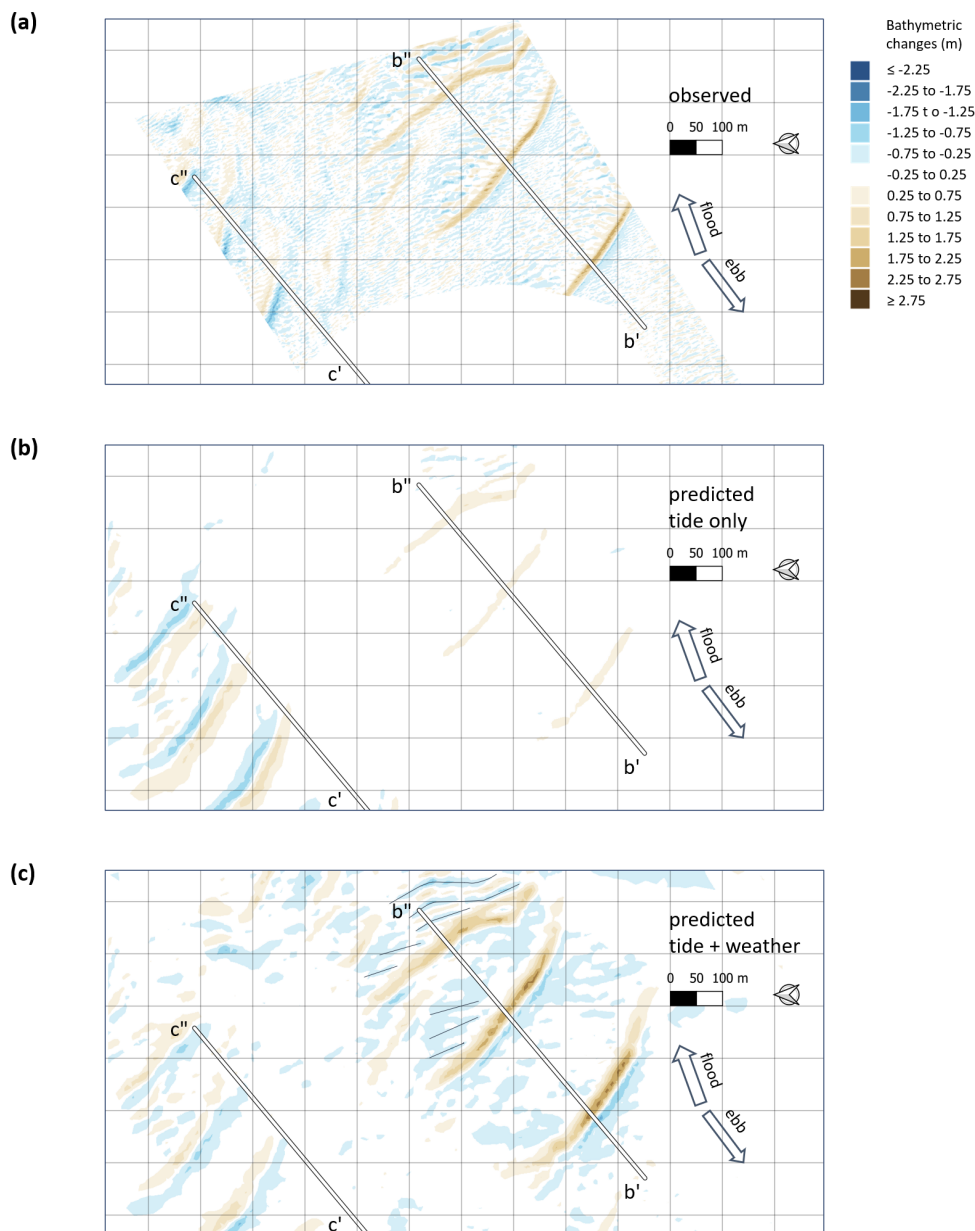 (a)
Bathymetric
changes (m)
≤ -2.25
-2.25 to -1.75
-1.75 t o -1.25
-1.25 to -0.75
-0.75 to -0.25
-0.25 to 0.25
0.25 to 0.75
0.75 to 1.25
1.25 to 1.75
1.75 to 2.25
2.25 to 2.75
≥ 2.75
b"
observed
0 50 100 m
c"
flood
ebb
b'
c'
(b)
b"
predicted
tide only
0 50 100 m
c"
flood
ebb
b'
c'
(c)
b"
predicted
tide + weather
0 50 100 m
c"
flood
ebb
b'
c'